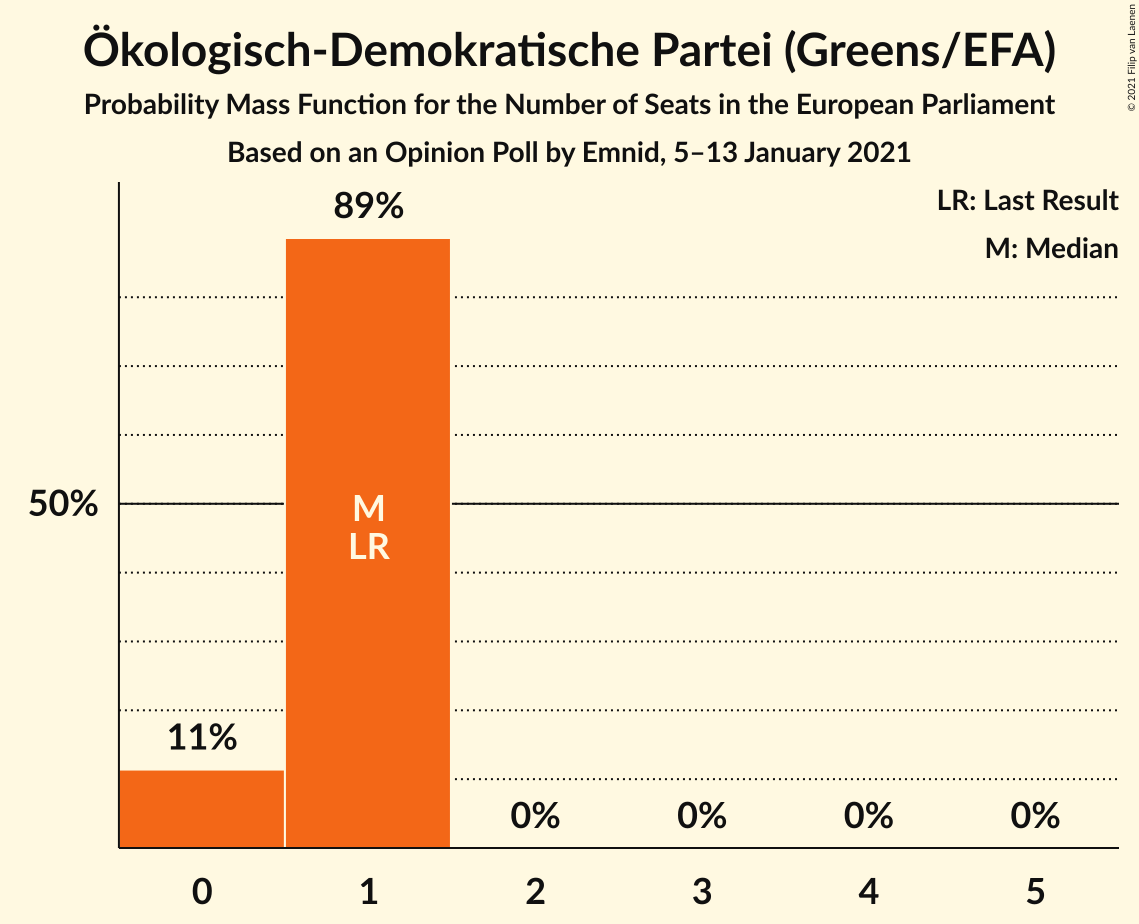 Ökologisch-Demokratische Partei (Greens/EFA)
Probability Mass Function for the Number of Seats in the European Parliament
Based on an Opinion Poll by Emnid, 5–13 January 2021
© 2021 Filip van Laenen
LR: Last Result
M: Median
89%
50%
M
LR
11%
0% 0% 0% 0%
0 1 2 3 4 5